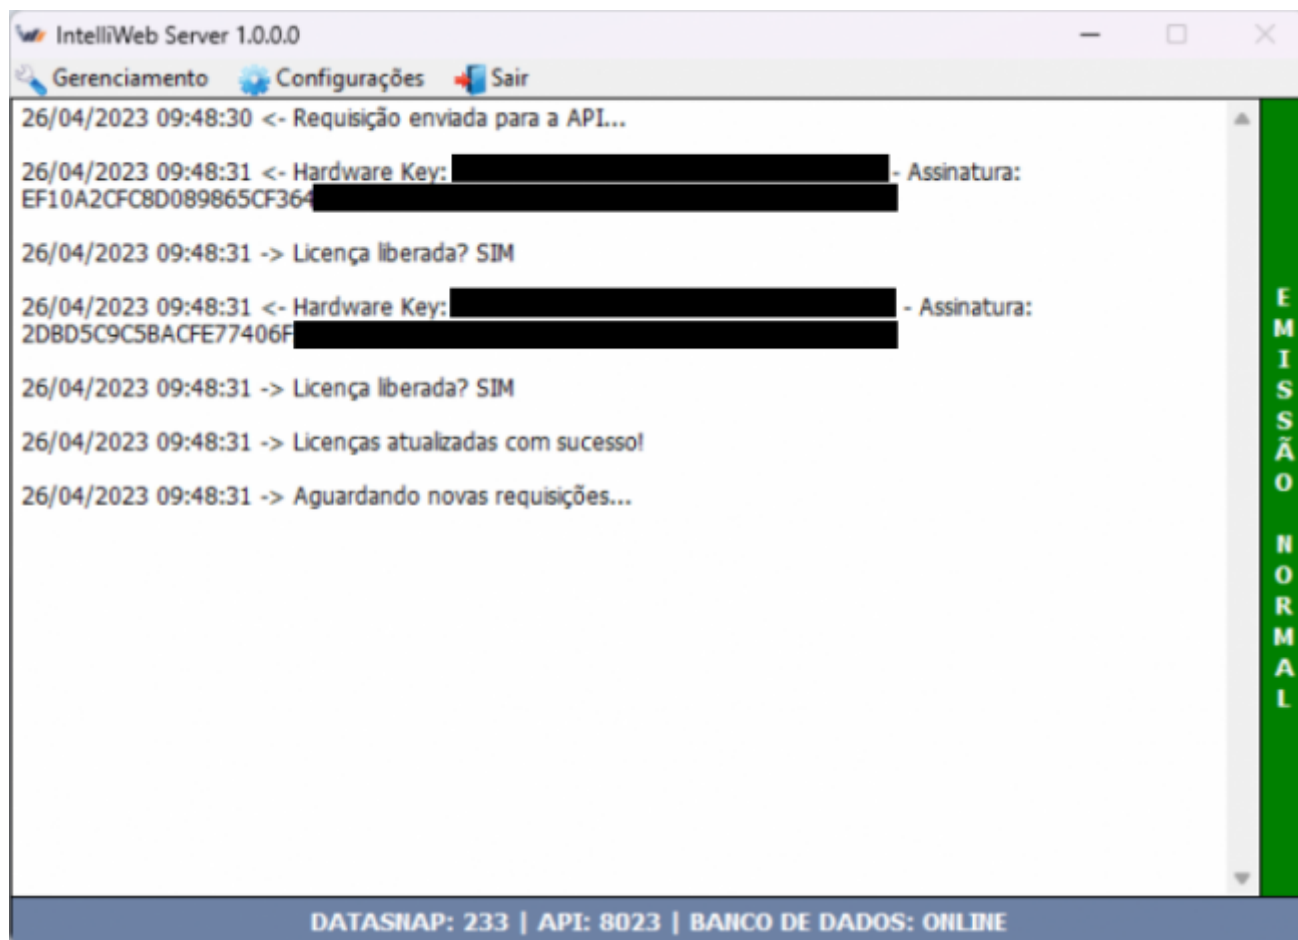 IntelliWeb Server 1.0.0.0
Gerenciamento Configurações Sair
26/04/2023 09:48:30 <- Requisição enviada para a API...
26/04/2023 09:48:31 <- Hardware Key: - Assinatura:
EF10A2CFC8D089865CF364
26/04/2023 09:48:31 -> Licença liberada? SIM
26/04/2023 09:48:31 <- Hardware Key: - Assinatura:
2DBD5C9C5BACFE77406F
26/04/2023 09:48:31 -> Licença liberada? SIM
26/04/2023 09:48:31 -> Licenças atualizadas com sucesso!
26/04/2023 09:48:31 -> Aguardando novas requisições...
EMISSÃO NORMAL
DATASNAP: 233 | API: 8023 | BANCO DE DADOS: ONLINE